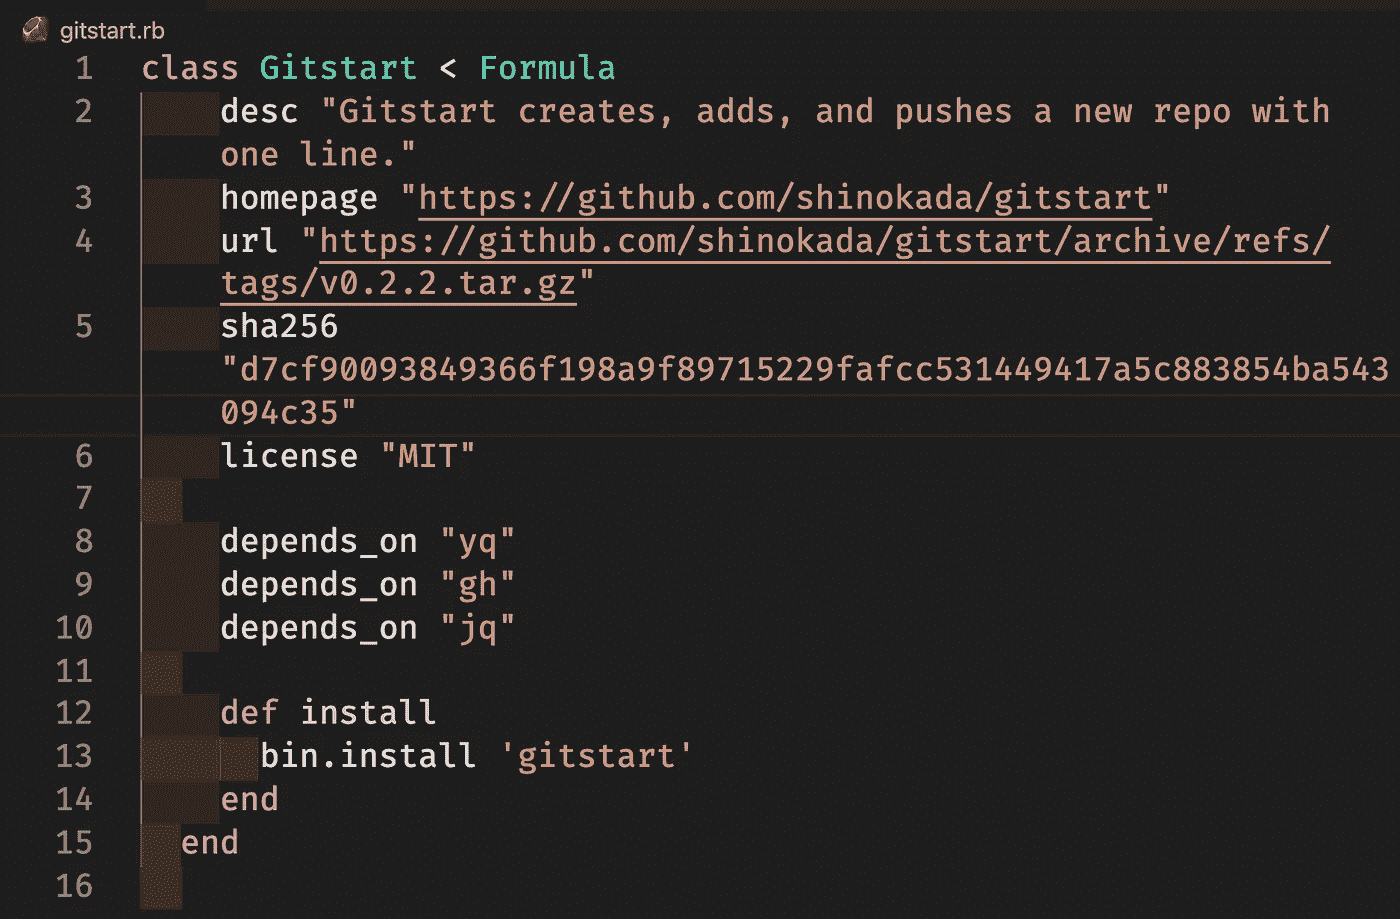 gitstart.rb
1 class Gitstart < Formula
2 desc "Gitstart creates, adds, and pushes a new repo with
one line."
3 homepage "https://github.com/shinokada/gitstart"
4 url "https://github.com/shinokada/gitstart/archive/refs/
tags/v0.2.2.tar.gz"
5 sha256
"d7cf90093849366f198a9f89715229fafcc531449417a5c883854ba543
094c35"
6 license "MIT"
7
8 depends_on "yq"
9 depends_on "gh"
10 depends_on "jq"
11
12 def install
13 bin.install 'gitstart'
14 end
15 end
16